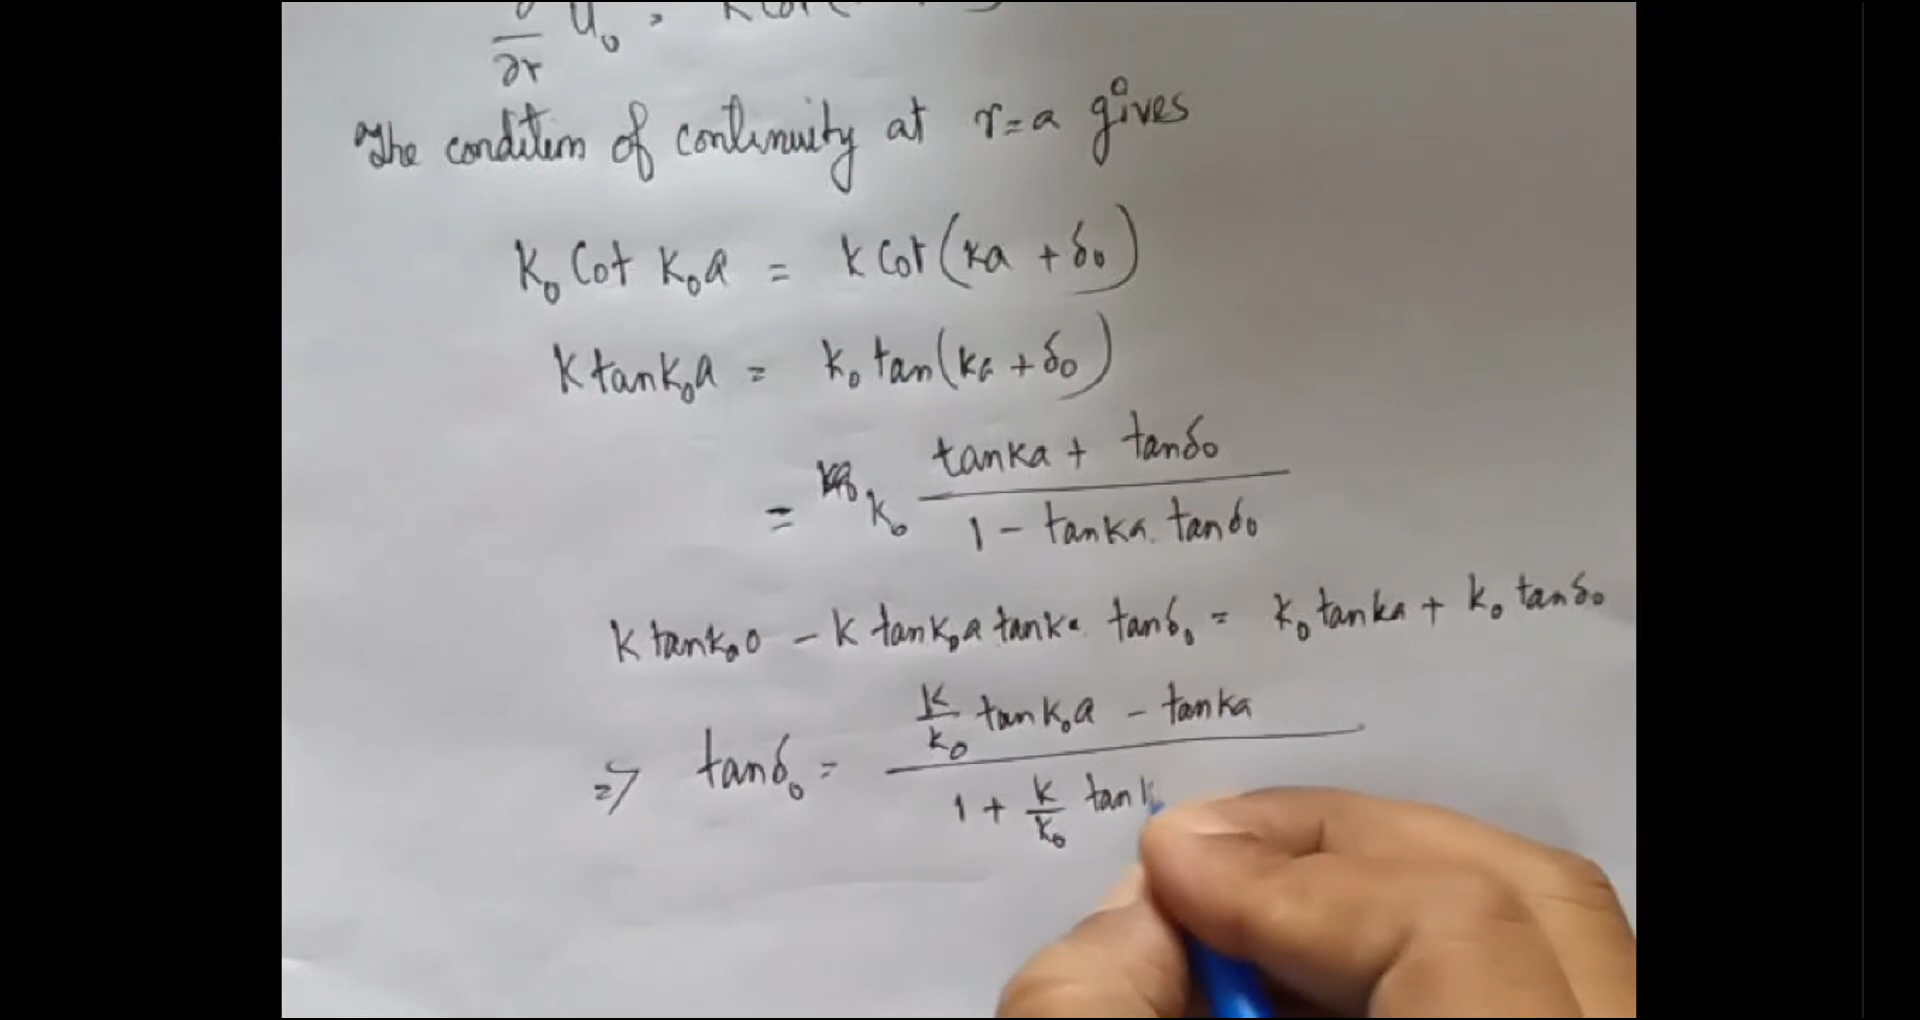 ∂/∂r u₀ =
The condition of continuity at r=a gives
K₀ Cot K₀a = k Cot (ka + δ₀)
K tan k₀a = k₀ tan (ka + δ₀)
= k₀ (tan ka + tan δ₀) / (1 - tan ka. tan δ₀)
K tan k₀a - K tan k₀a tan ka tan δ₀ = k₀ tan ka + k₀ tan δ₀
⇒ tan δ₀ = (K/k₀ tan k₀a - tan ka) / (1 + k/k₀ tan k